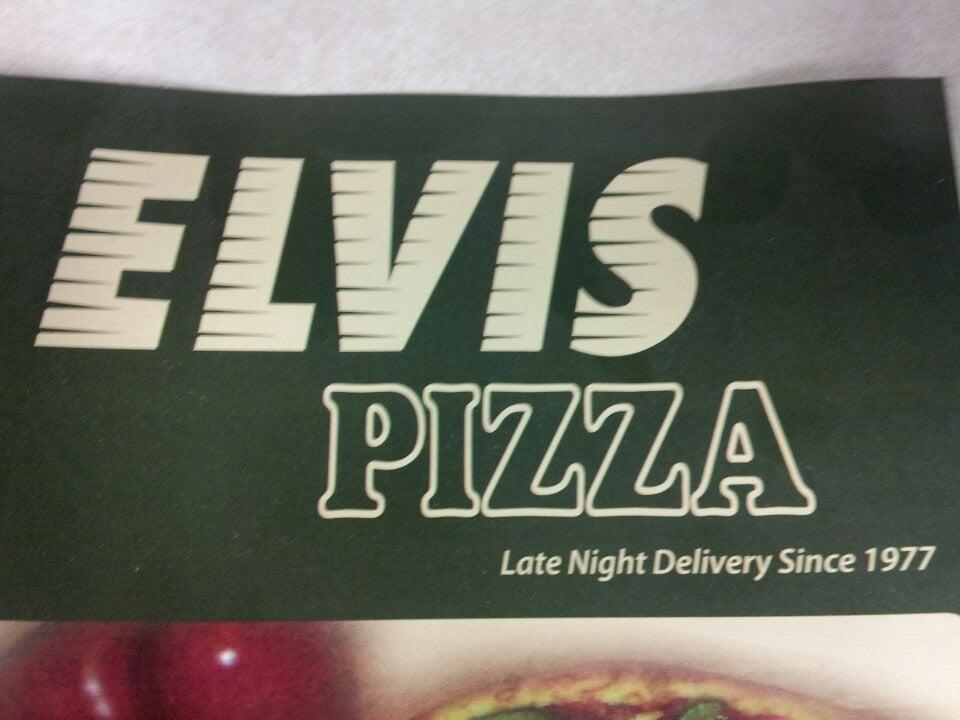 ELVIS
PIZZA
Late Night Delivery Since 1977